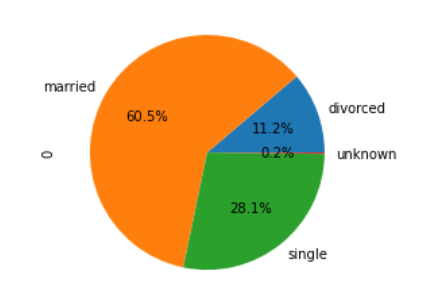 married
60.5%
divorced
11.2%
0
0.2%
unknown
28.1%
single